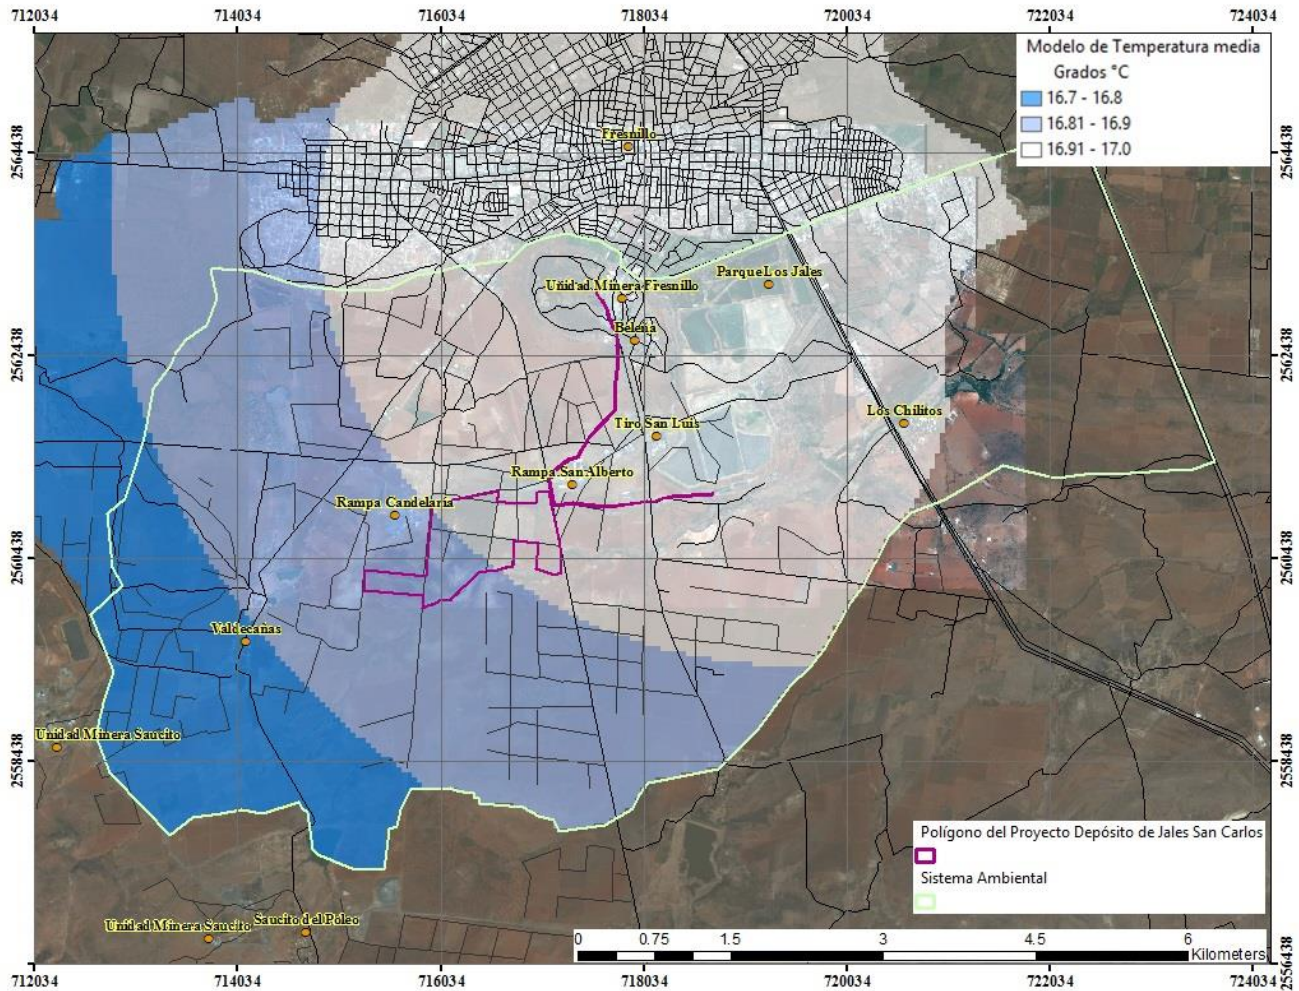 712034 714034 716034 718034 720034 722034 724034
Modelo de Temperatura media
Grados °C
16.7 - 16.8
16.81 - 16.9
16.91 - 17.0
2564438
2564438
Fresnillo
Parque Los Jales
Unidad Minera Fresnillo
Beleña
2562438
2562438
Los Chilitos
Tiro San Luis
Rampa San Alberto
Rampa Candelaria
2560438
2560438
Valdecañas
Unidad Minera Saucito
2558438
2558438
Polígono del Proyecto Depósito de Jales San Carlos
Sistema Ambiental
Unidad Minera Saucito
Saucito del Poleo
0 0.75 1.5 3 4.5 6
Kilometers
2556438
2556438
712034 714034 716034 718034 720034 722034 724034